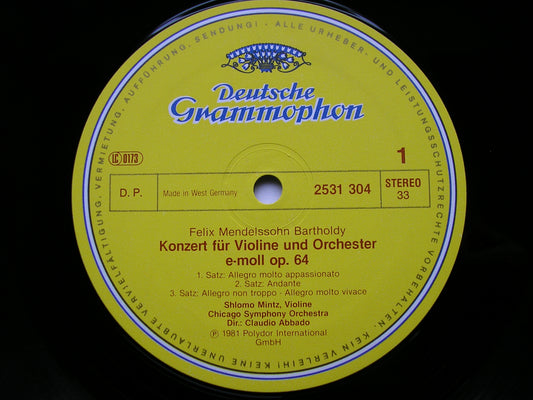 Deutsche
Grammophon
LC 0173
1
D. P.
Made in West Germany
2531 304
STEREO
33
Felix Mendelssohn Bartholdy
Konzert für Violine und Orchester
e-moll op. 64
1. Satz: Allegro molto appassionato
2. Satz: Andante
3. Satz: Allegro non troppo - Allegro molto vivace
Shlomo Mintz, Violine
Chicago Symphony Orchestra
Dir.: Claudio Abbado
℗ 1981 Polydor International
GmbH
ALLE URHEBER- UND LEISTUNGSSCHUTZRECHTE VORBEHALTEN. KEIN VERLEIH! KEINE UNERLAUBTE VERVIELFÄLTIGUNG, VERMIETUNG, AUFFÜHRUNG, SENDUNG!